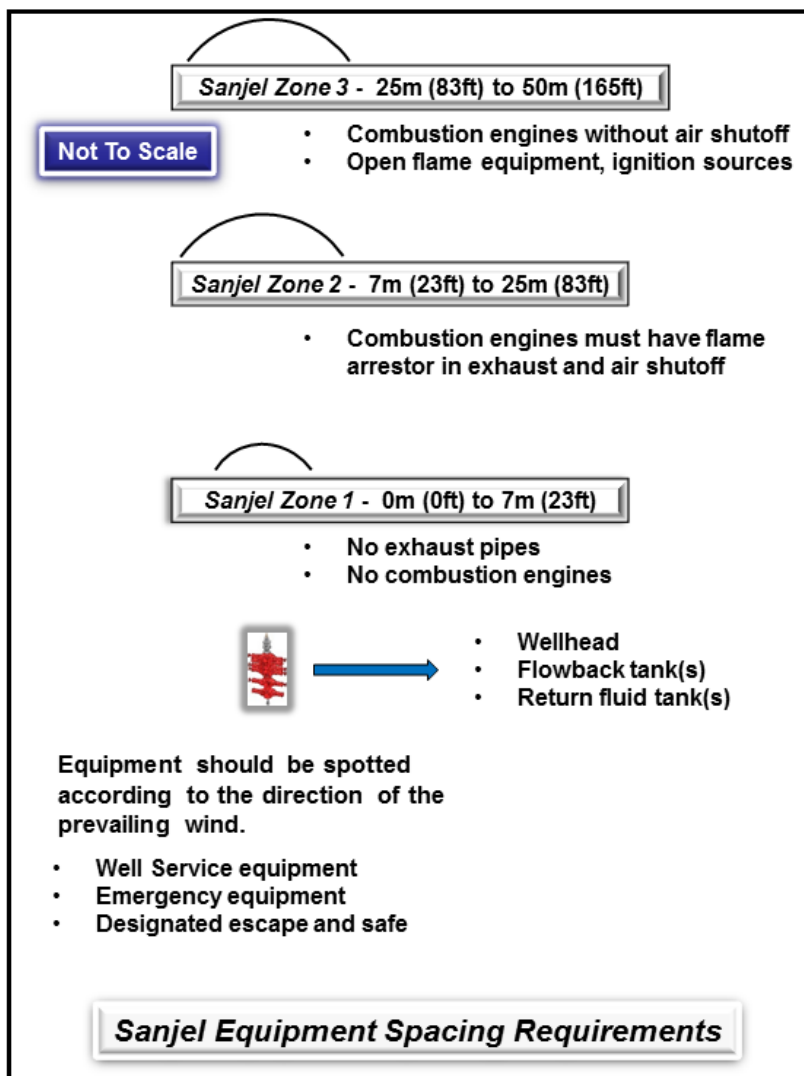 Sanjel Zone 3 - 25m (83ft) to 50m (165ft)
Not To Scale
• Combustion engines without air shutoff
• Open flame equipment, ignition sources
Sanjel Zone 2 - 7m (23ft) to 25m (83ft)
• Combustion engines must have flame
arrestor in exhaust and air shutoff
Sanjel Zone 1 - 0m (0ft) to 7m (23ft)
• No exhaust pipes
• No combustion engines
• Wellhead
• Flowback tank(s)
• Return fluid tank(s)
Equipment should be spotted
according to the direction of the
prevailing wind.
• Well Service equipment
• Emergency equipment
• Designated escape and safe
Sanjel Equipment Spacing Requirements